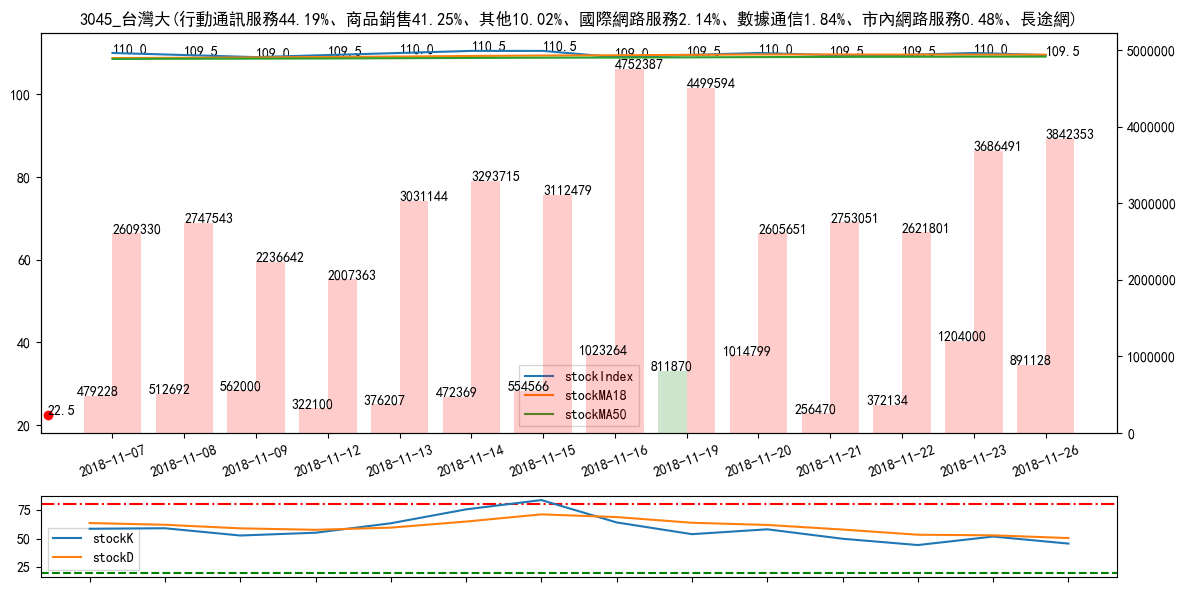 3045_台灣大(行動通訊服務44.19%、商品銷售41.25%、其他10.02%、國際網路服務2.14%、數據通信1.84%、市內網路服務0.48%、長途網)
110.0 109.5 109.0 109.5 110.0 110.5 110.5 109.0 109.5 110.0 109.5 109.5 110.0 109.5
100
80
60
40
20
5000000
4000000
3000000
2000000
1000000
0
2609330 2747543 2236642 2007363 3031144 3293715 3112479 4752387 4499594 2605651 2753051 2621801 3686491 3842353
479228 512692 562000 322100 376207 472369 554566 1023264 811870 1014799 256470 372134 1204000 891128
22.5
stockIndex
stockMA18
stockMA50
2018-11-07 2018-11-08 2018-11-09 2018-11-12 2018-11-13 2018-11-14 2018-11-15 2018-11-16 2018-11-19 2018-11-20 2018-11-21 2018-11-22 2018-11-23 2018-11-26
75
50
25
stockK
stockD